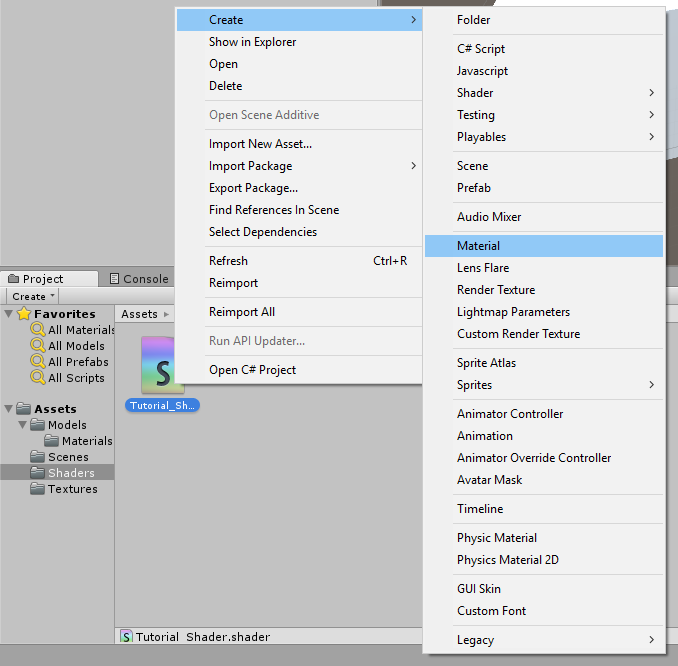 Create
Show in Explorer
Open
Delete
Open Scene Additive
Import New Asset...
Import Package
Export Package...
Find References In Scene
Select Dependencies
Refresh Ctrl+R
Reimport
Reimport All
Run API Updater...
Open C# Project
Folder
C# Script
Javascript
Shader
Testing
Playables
Scene
Prefab
Audio Mixer
Material
Lens Flare
Render Texture
Lightmap Parameters
Custom Render Texture
Sprite Atlas
Sprites
Animator Controller
Animation
Animator Override Controller
Avatar Mask
Timeline
Physic Material
Physics Material 2D
GUI Skin
Custom Font
Legacy
Project
Console
Create
Favorites
All Materials
All Models
All Prefabs
All Scripts
Assets
Models
Materials
Scenes
Shaders
Textures
Assets
S
Tutorial_Sh...
S Tutorial_Shader.shader